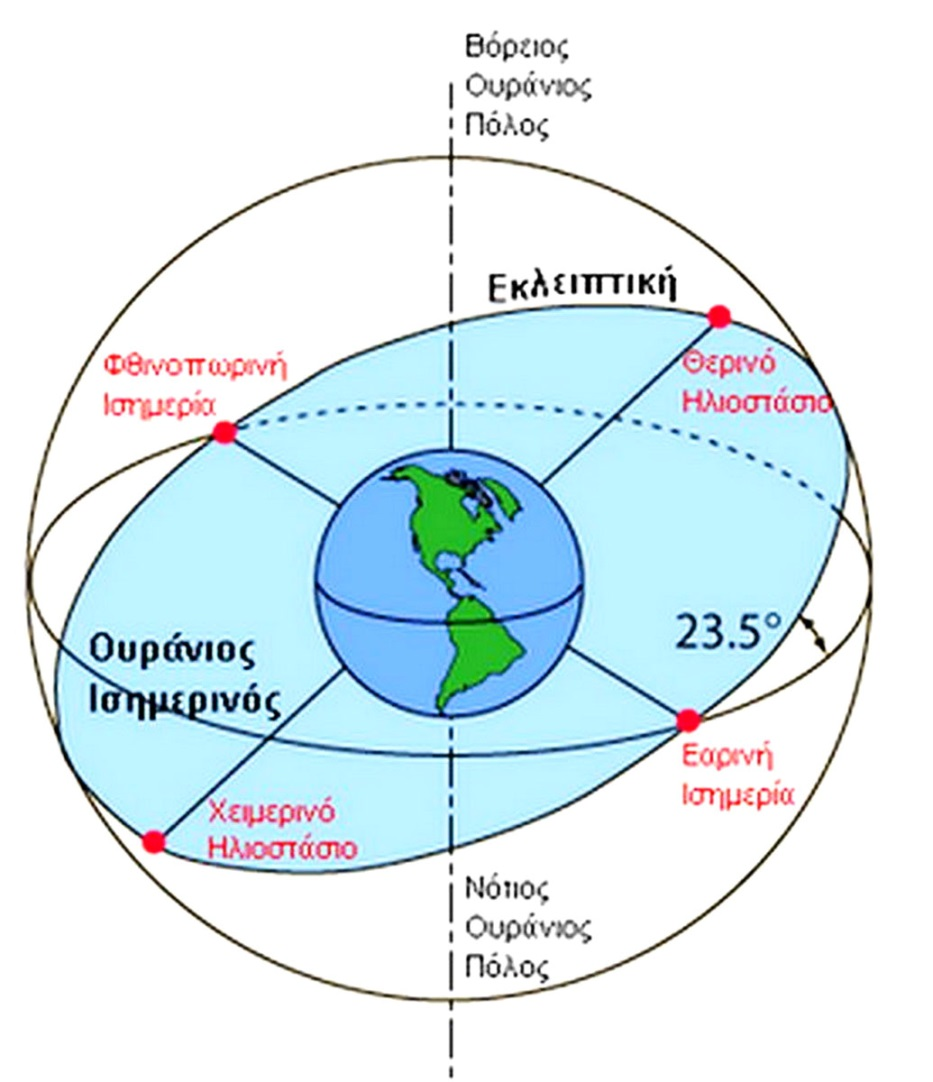 Βόρειος
Ουράνιος
Πόλος
Εκλειπτική
Φθινοπωρινή
Ισημερία
Θερινό
Ηλιοστάσιο
23.5°
Ουράνιος
Ισημερινός
Εαρινή
Ισημερία
Χειμερινό
Ηλιοστάσιο
Νότιος
Ουράνιος
Πόλος